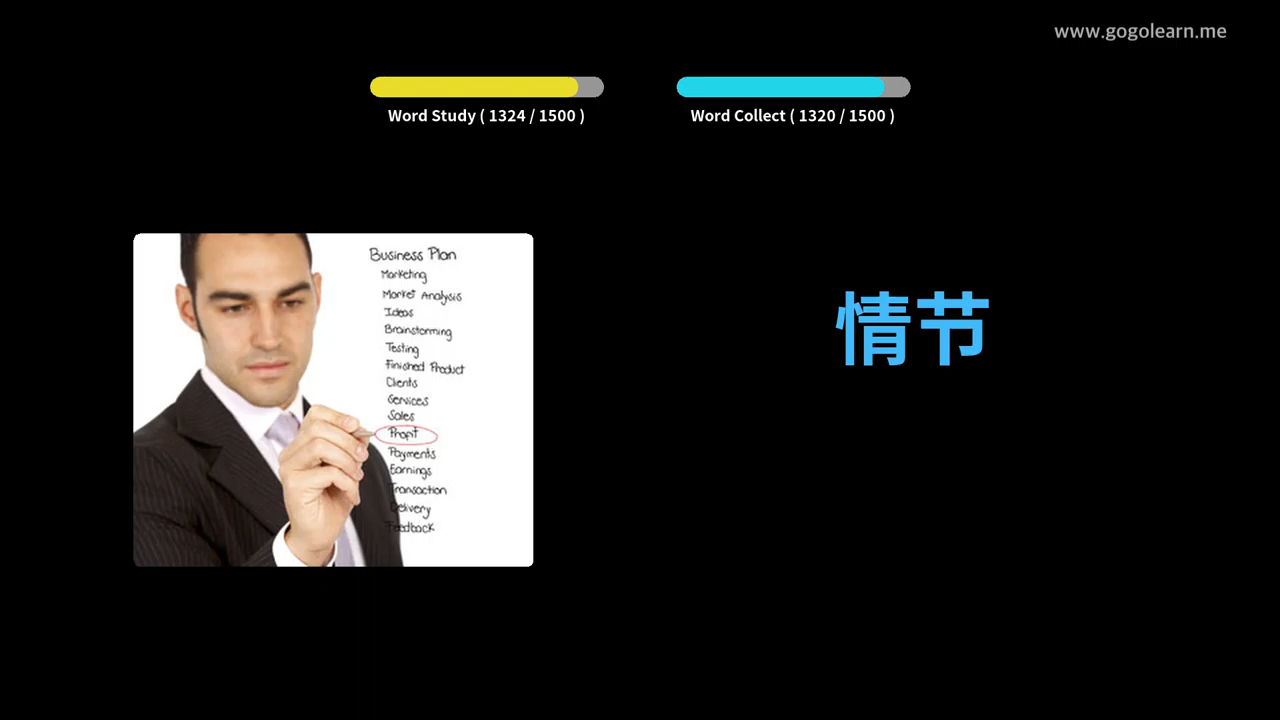 www.gogolearn.me
Word Study ( 1324 / 1500 )
Word Collect ( 1320 / 1500 )
Business Plan
Marketing
Market Analysis
Ideas
Brainstorming
Testing
Finished Product
Clients
Services
Sales
Profit
Payments
Earnings
Transaction
Delivery
Feedback
情节